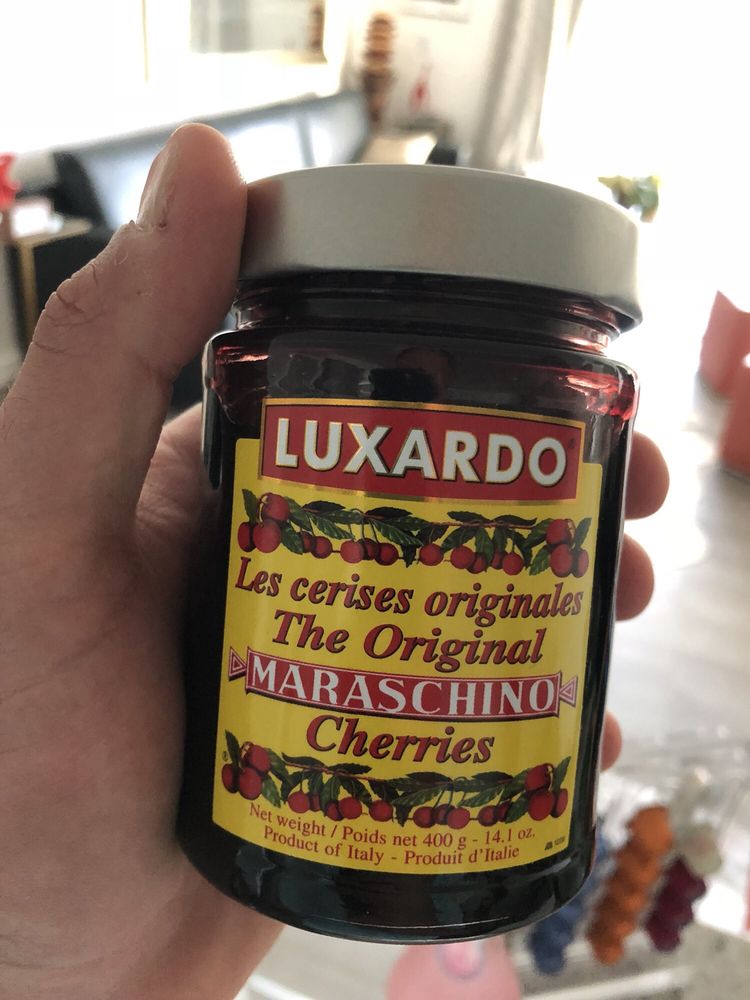 LUXARDO
Les cerises originales
The Original
MARASCHINO
Cherries
Net weight / Poids net 400 g - 14.1 oz.
Product of Italy - Produit d'Italie